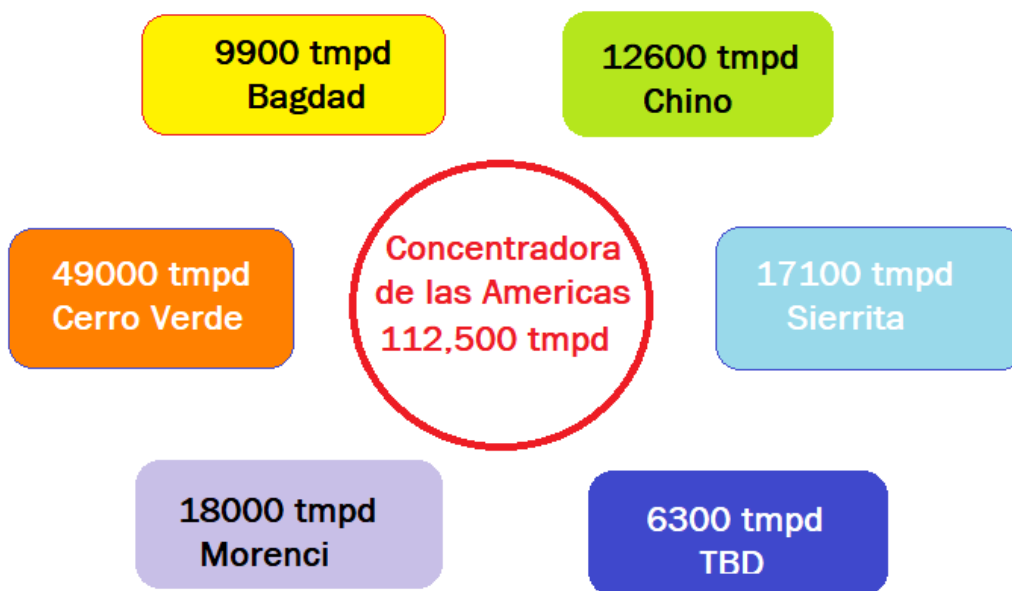 9900 tmpd
Bagdad
12600 tmpd
Chino
49000 tmpd
Cerro Verde
Concentradora
de las Americas
112,500 tmpd
17100 tmpd
Sierrita
18000 tmpd
Morenci
6300 tmpd
TBD